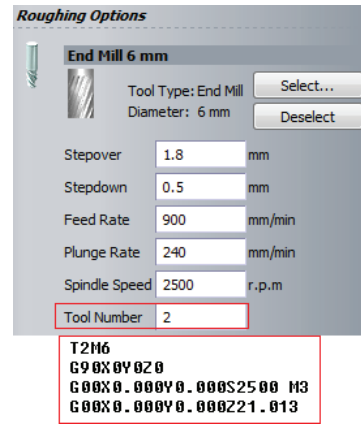 Roughing Options
End Mill 6 mm
Tool Type: End Mill Select...
Diameter: 6 mm Deselect
Stepover 1.8 mm
Stepdown 0.5 mm
Feed Rate 900 mm/min
Plunge Rate 240 mm/min
Spindle Speed 2500 r.p.m
Tool Number 2
T2M6
G90X0Y0Z0
G00X0.000Y0.000S2500 M3
G00X0.000Y0.000Z21.013